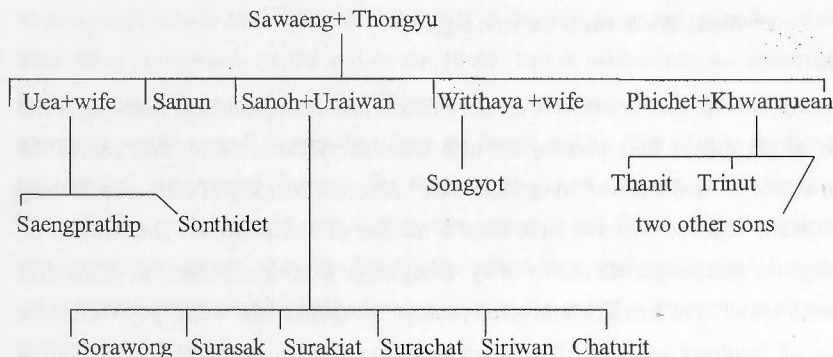 Sawaeng+ Thongyu
Uea+wife Sanun Sanoh+Uraiwan Witthaya +wife Phichet+Khwanruean
Songyot Thanit Trinut
Saengprathip Sonthidet two other sons
Sorawong Surasak Surakiat Surachat Siriwan Chaturit